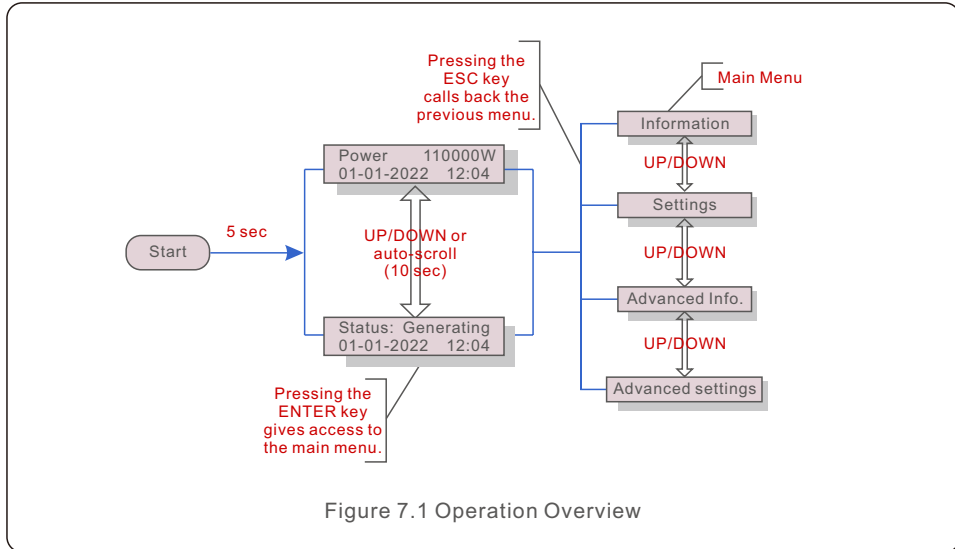 Pressing the
ESC key
calls back the
previous menu.
Main Menu
Information
UP/DOWN
Settings
UP/DOWN
Advanced Info.
UP/DOWN
Advanced settings
Power 110000W
01-01-2022 12:04
5 sec
Start
UP/DOWN or
auto-scroll
(10 sec)
Status: Generating
01-01-2022 12:04
Pressing the
ENTER key
gives access to
the main menu.
Figure 7.1 Operation Overview